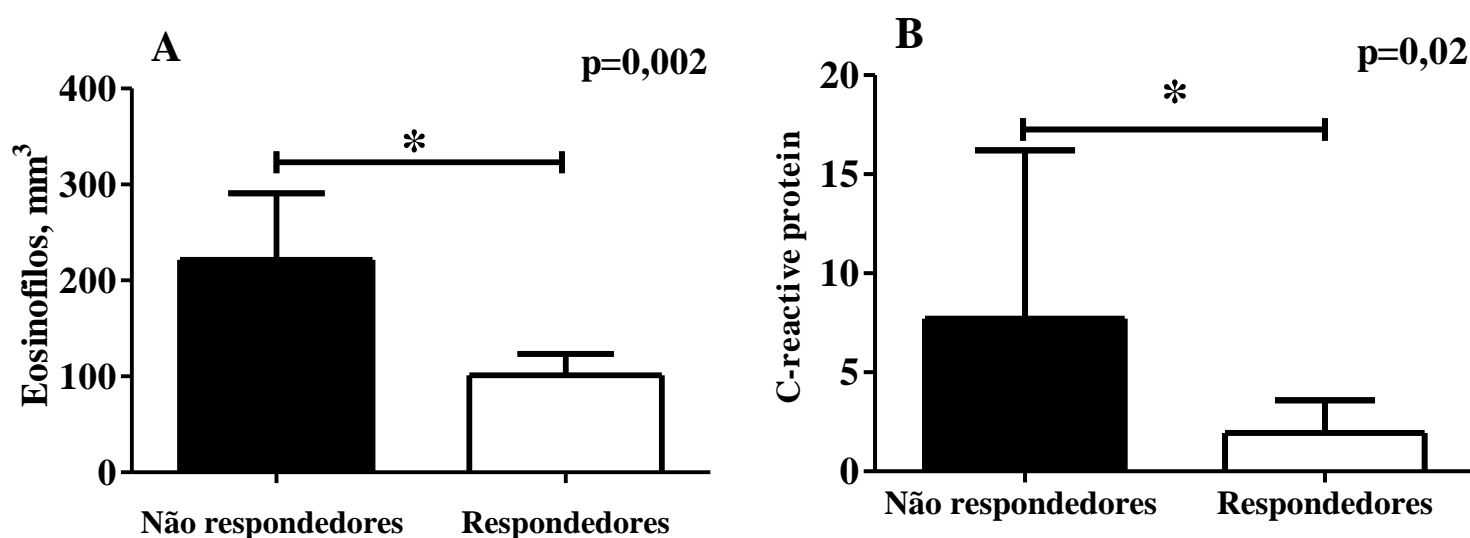 A
p=0,002
400
300
200
100
0
Eosinofilos, mm³
*
Não respondedores
Respondedores
B
p=0,02
20
15
10
5
0
C-reactive protein
*
Não respondedores
Respondedores